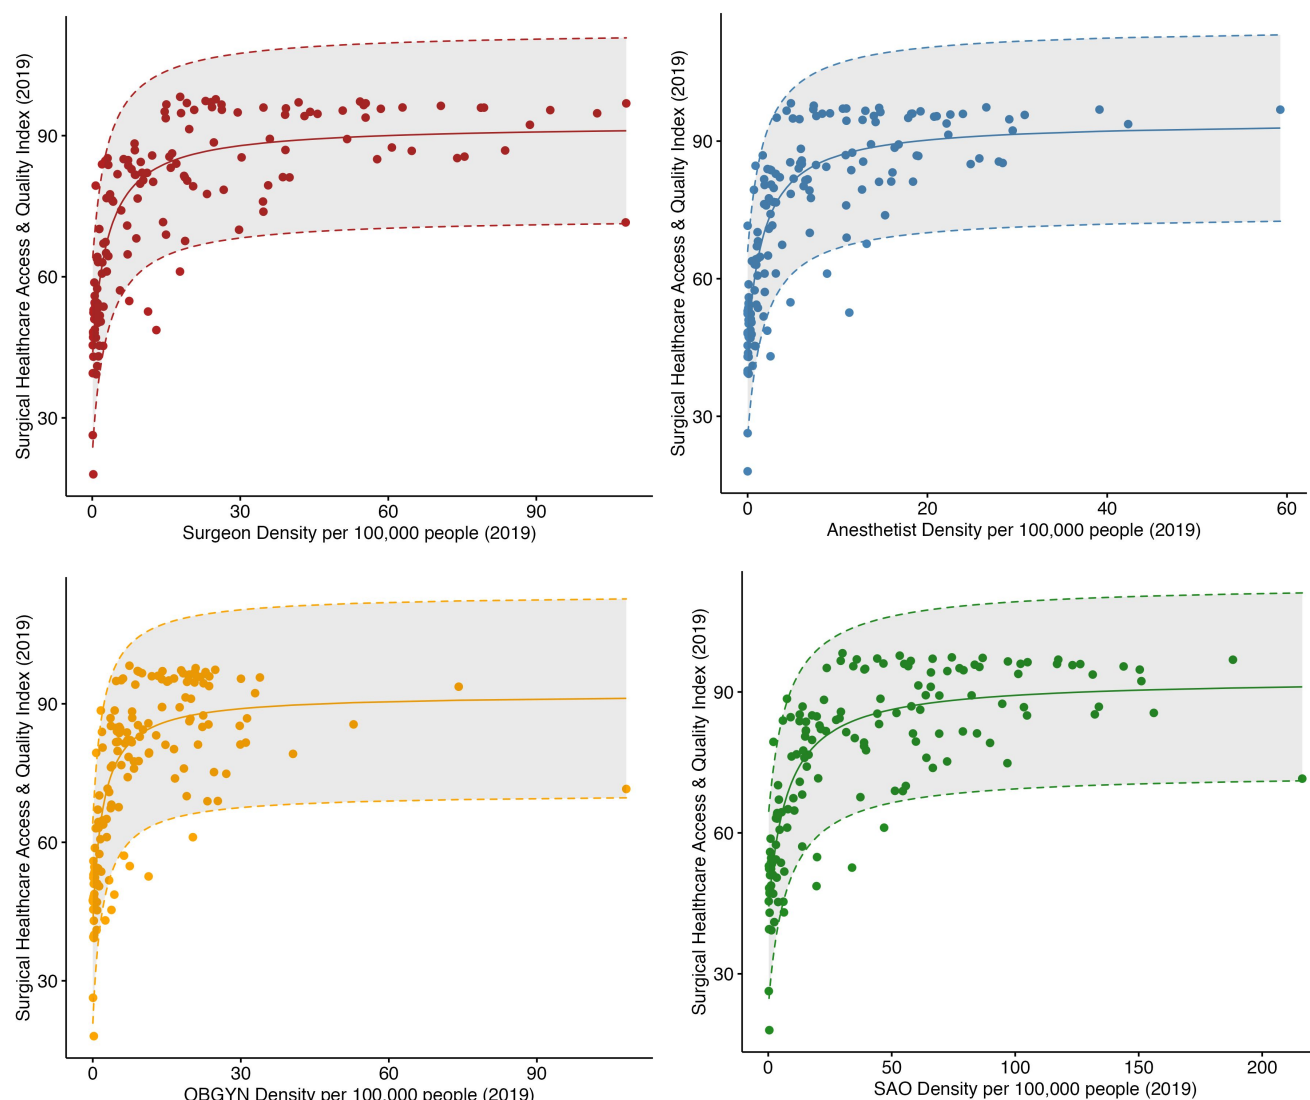 Surgical Healthcare Access & Quality Index (2019)
90
60
30
0 30 60 90
Surgeon Density per 100,000 people (2019)
Surgical Healthcare Access & Quality Index (2019)
90
60
30
0 20 40 60
Anesthetist Density per 100,000 people (2019)
Surgical Healthcare Access & Quality Index (2019)
90
60
30
0 30 60 90
OBGYN Density per 100,000 people (2019)
Surgical Healthcare Access & Quality Index (2019)
90
60
30
0 50 100 150 200
SAO Density per 100,000 people (2019)